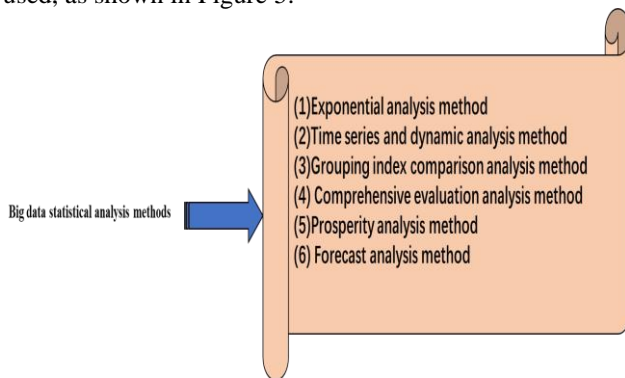 used, as shown in Figure 3.
(1)Exponential analysis method
(2)Time series and dynamic analysis method
(3)Grouping index comparison analysis method
(4) Comprehensive evaluation analysis method
Big data statistical analysis methods
(5)Prosperity analysis method
(6) Forecast analysis method